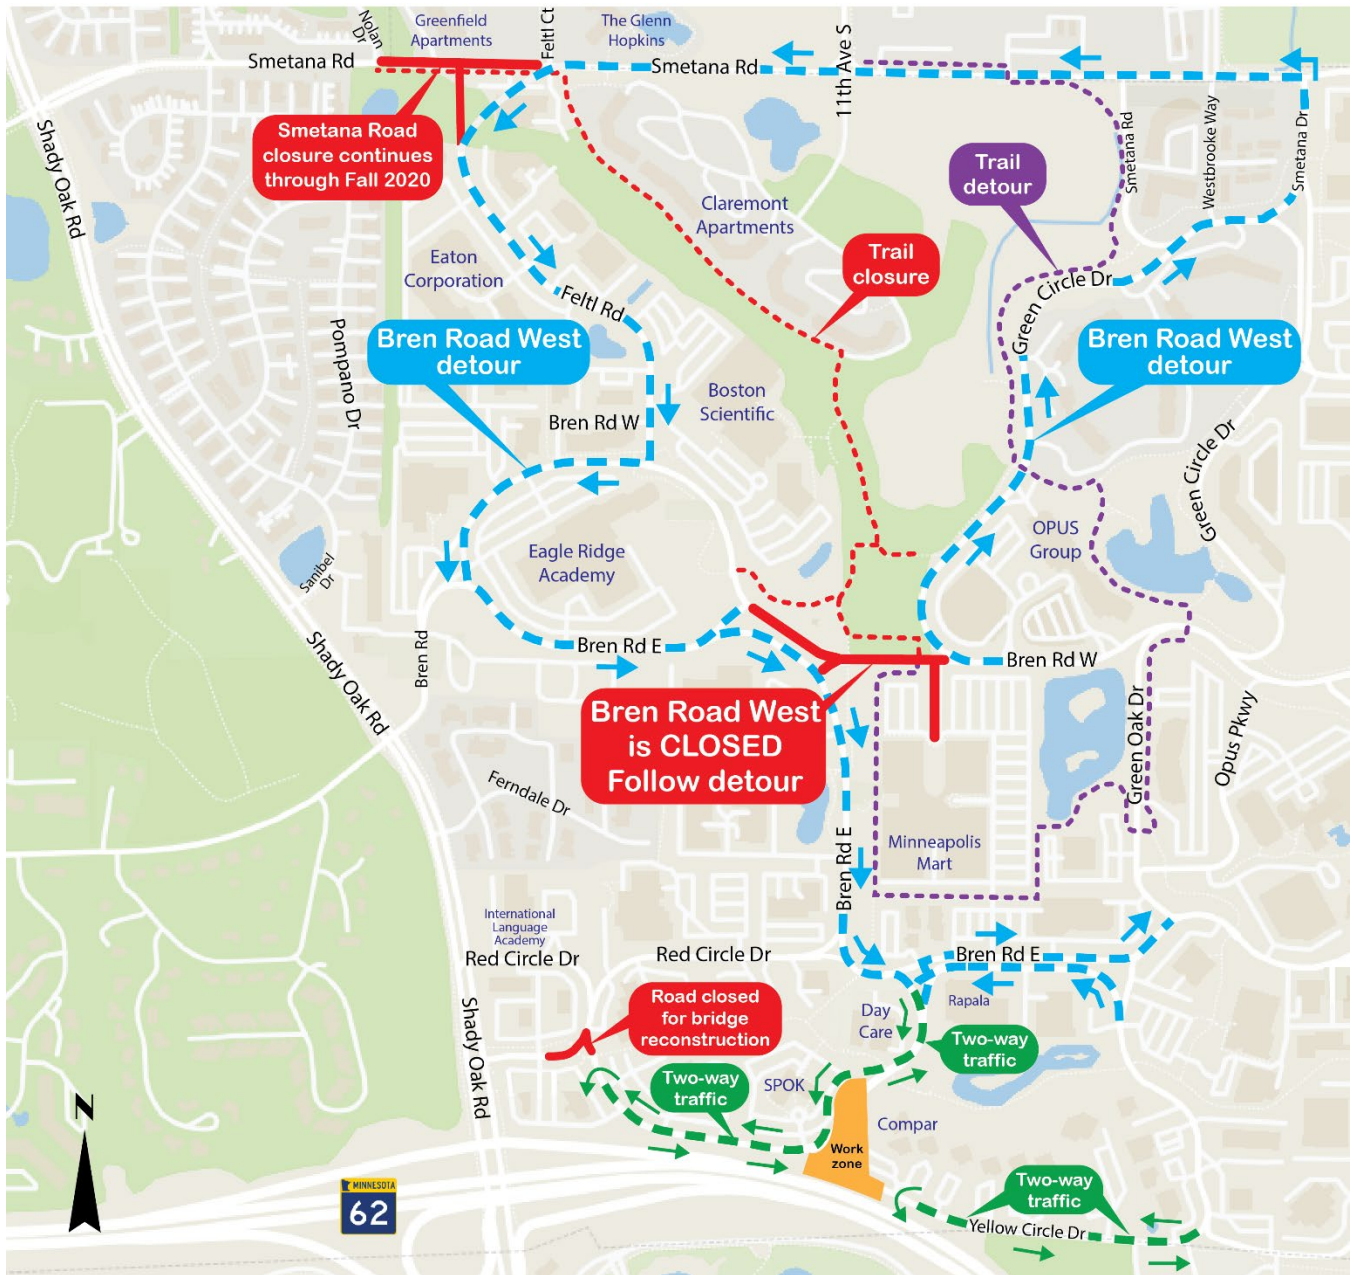 Nolan
Dr
Greenfield
Apartments
Feltl Ct
The Glenn
Hopkins
11th Ave S
Smetana Rd
Smetana Rd
Smetana Road
closure continues
through Fall 2020
Shady Oak Rd
Trail
detour
Smetana Rd
Westbrooke Way
Smetana Dr
Claremont
Apartments
Trail
closure
Eaton
Corporation
Feltl Rd
Green Circle Dr
Pompano Dr
Bren Road West
detour
Bren Road West
detour
Boston
Scientific
Bren Rd W
Green Circle Dr
OPUS
Group
Eagle Ridge
Academy
Sanibel
Dr
Shady Oak Rd
Bren Rd
Bren Rd E
Bren Rd W
Bren Road West
is CLOSED
Follow detour
Green Oak Dr
Opus Pkwy
Ferndale Dr
Minneapolis
Mart
Bren Rd E
International
Language
Academy
Red Circle Dr
Red Circle Dr
Bren Rd E
Road closed
for bridge
reconstruction
Day
Care
Rapala
Shady Oak Rd
Two-way
traffic
Two-way
traffic
SPOK
Compar
N
Work
zone
MINNESOTA
62
Two-way
traffic
Yellow Circle Dr